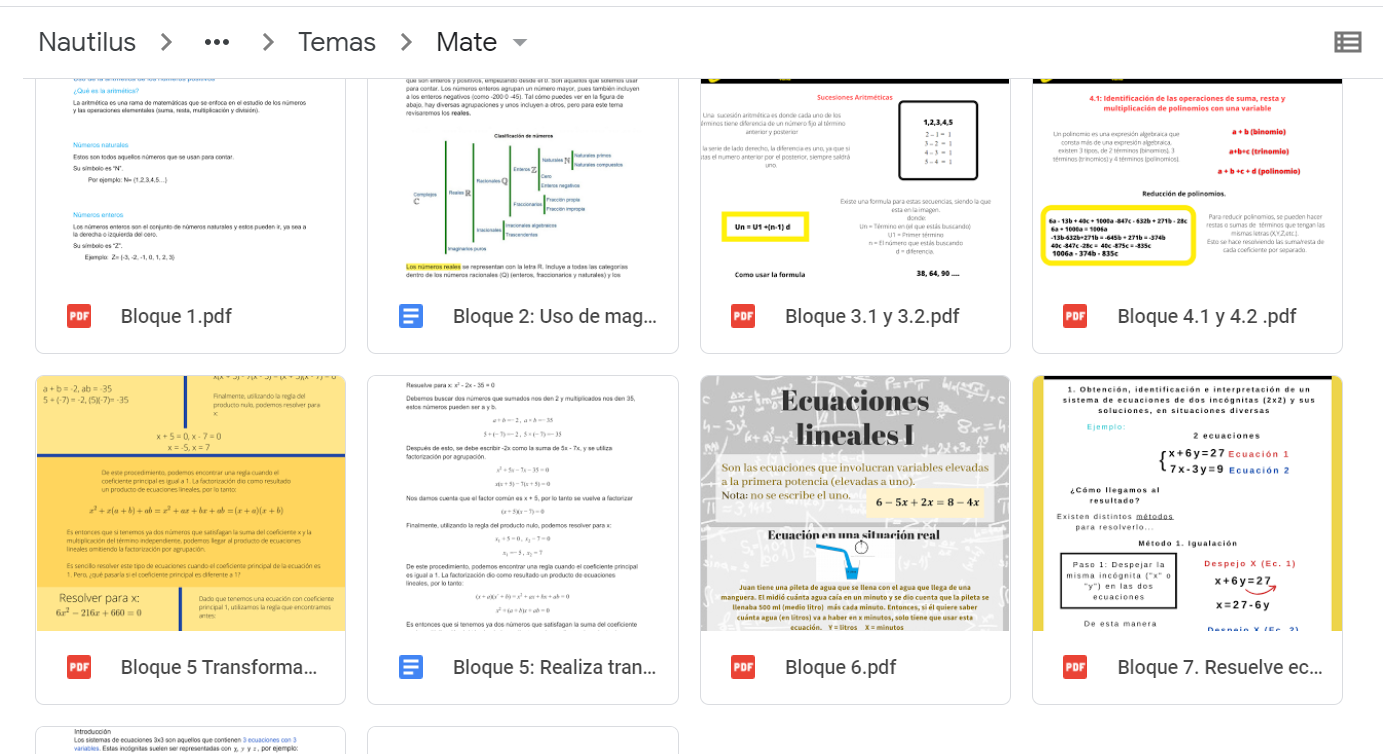 Nautilus > ••• > Temas > Mate
¿Qué es la aritmética?
La aritmética es una rama de matemáticas que se enfoca en el estudio de los números
y las operaciones elementales (suma, resta, multiplicación y división).
Números naturales
Estos son todos aquellos números que se usan para contar.
Su símbolo es "N".
Por ejemplo: N= {1,2,3,4,5...}
Números enteros
Los números enteros son el conjunto de números naturales y estos pueden ir, ya sea a
la derecha o izquierda del cero.
Su símbolo es "Z".
Ejemplo: Z= {-3, -2, -1, 0, 1, 2, 3}
Bloque 1.pdf
que son enteros y positivos, empezando desde el 0. Son aquellos que solemos usar
para contar. Los números enteros agrupan un número mayor, pues también incluyen
a los enteros negativos (como -200 0 -45). Tal cómo puedes ver en la figura de
abajo, hay diversas agrupaciones y unos incluyen a otros, pero para este tema
revisaremos los reales.
Clasificación de números
Complejos C
Reales R
Racionales Q
Enteros Z
Naturales N
Naturales primos
Naturales compuestos
Cero
Enteros negativos
Fraccionarios
Fracción propia
Fracción impropia
Irracionales
Irracionales algebraicos
Trascendentes
Imaginarios puros
Los números reales se representan con la letra R. Incluye a todas las categorías
dentro de los números racionales (Q) (enteros, fraccionarios y naturales) y los
Bloque 2: Uso de mag...
Sucesiones Aritméticas
Una sucesión aritmética es donde cada uno de los
términos tiene diferencia de un número fijo al término
anterior y posterior
la serie de lado derecho, la diferencia es uno, ya que si
tas el numero anterior por el posterior, siempre saldrá
uno.
1,2,3,4,5
2 - 1 = 1
3 - 2 = 1
4 - 3 = 1
5 - 4 = 1
Existe una formula para estas secuencias, siendo la que
esta en la imagen.
donde:
Un = Término en (el que estás buscando)
U1 = Primer término
n = El número que estás buscando
d = diferencia.
Un = U1 +(n-1) d
Como usar la formula
38, 64, 90 ....
Bloque 3.1 y 3.2.pdf
4.1: Identificación de las operaciones de suma, resta y
multiplicación de polinomios con una variable
Un polinomio es una expresión algebraica que
consta más de una expresión algebraica,
existen 3 tipos, de 2 términos (binomios), 3
términos (trinomios) y 4 términos (polinomios).
a + b (binomio)
a+b+c (trinomio)
a + b +c + d (polinomio)
Reducción de polinomios.
6a - 13b + 40c + 1000a -847c - 632b + 271b - 28c
6a + 1000a = 1006a
-13b-632b+271b = -645b + 271b = -374b
40c -847c -28c = 40c -875c = -835c
1006a - 374b - 835c
Para reducir polinomios, se pueden hacer
restas o sumas de términos que tengan las
mismas letras (X,Y,Z,etc.).
Esto se hace resolviendo las suma/resta de
cada coeficiente por separado.
Bloque 4.1 y 4.2 .pdf
a + b = -2, ab = -35
5 + (-7) = -2, (5)(-7)= -35
Finalmente, utilizando la regla del
producto nulo, podemos resolver para
x:
x + 5 = 0, x - 7 = 0
x = -5, x = 7
De este procedimiento, podemos encontrar una regla cuando el
coeficiente principal es igual a 1. La factorización dio como resultado
un producto de ecuaciones lineales, por lo tanto:
x² + x(a + b) + ab = x² + ax + bx + ab = (x + a)(x + b)
Es entonces que si tenemos ya dos números que satisfagan la suma del coeficiente x y la
multiplicación del término independiente, podemos llegar al producto de ecuaciones
lineales omitiendo la factorización por agrupación.
Es sencillo resolver este tipo de ecuaciones cuando el coeficiente principal de la ecuación es
1. Pero, ¿qué pasaría si el coeficiente principal es diferente a 1?
Resolver para x:
6x² − 216x + 660 = 0
Dado que tenemos una ecuación con coeficiente
principal 1, utilizamos la regla que encontramos
antes:
Bloque 5 Transforma...
Resuelve para x: x² - 2x - 35 = 0
Debemos buscar dos números que sumados nos den 2 y multiplicados nos den 35,
estos números pueden ser a y b.
a + b = - 2 , a * b = - 35
5 + (- 7) = - 2 , 5 * (- 7) = - 35
Después de esto, se debe escribir -2x como la suma de 5x - 7x, y se utiliza
factorización por agrupación.
x² + 5x - 7x - 35 = 0
x(x + 5) - 7(x + 5) = 0
Nos damos cuenta que el factor común es x + 5, por lo tanto se vuelve a factorizar
(x + 5)(x - 7) = 0
Finalmente, utilizando la regla del producto nulo, podemos resolver para x:
x₁ + 5 = 0 , x₂ - 7 = 0
x₁ = - 5 , x₂ = 7
De este procedimiento, podemos encontrar una regla cuando el coeficiente principal
es igual a 1. La factorización dio como resultado un producto de ecuaciones
lineales, por lo tanto:
Es entonces que si tenemos ya dos números que satisfagan la suma del coeficiente
Bloque 5: Realiza tran...
Ecuaciones
lineales I
Son las ecuaciones que involucran variables elevadas
a la primera potencia (elevadas a uno).
Nota: no se escribe el uno.
6 − 5x + 2x = 8 − 4x
Ecuación en una situación real
Juan tiene una pileta de agua que se llena con el agua que llega de una
manguera. El midió cuánta agua caía en un minuto y se dio cuenta que la pileta se
llenaba 500 ml (medio litro) más cada minuto. Entonces, si él quiere saber
cuánta agua (en litros) va a haber en x minutos, solo tiene que usar esta
ecuación. Y = litros X = minutos
Bloque 6.pdf
1. Obtención, identificación e interpretación de un
sistema de ecuaciones de dos incógnitas (2x2) y sus
soluciones, en situaciones diversas
Ejemplo:
2 ecuaciones
x+6y=27 Ecuación 1
7x-3y=9 Ecuación 2
¿Cómo llegamos al
resultado?
Existen distintos métodos
para resolverlo...
Método 1. Igualación
Paso 1: Despejar la
misma incógnita ("x" o
"y") en las dos
ecuaciones
Despejo X (Ec. 1)
x+6y=27
x=27-6y
De esta manera
Despejo X (Ec. 2)
Bloque 7. Resuelve ec...
Introducción
Los sistemas de ecuaciones 3x3 son aquellos que contienen 3 ecuaciones con 3
variables. Estas incógnitas suelen ser representadas con x, y y z , por ejemplo: